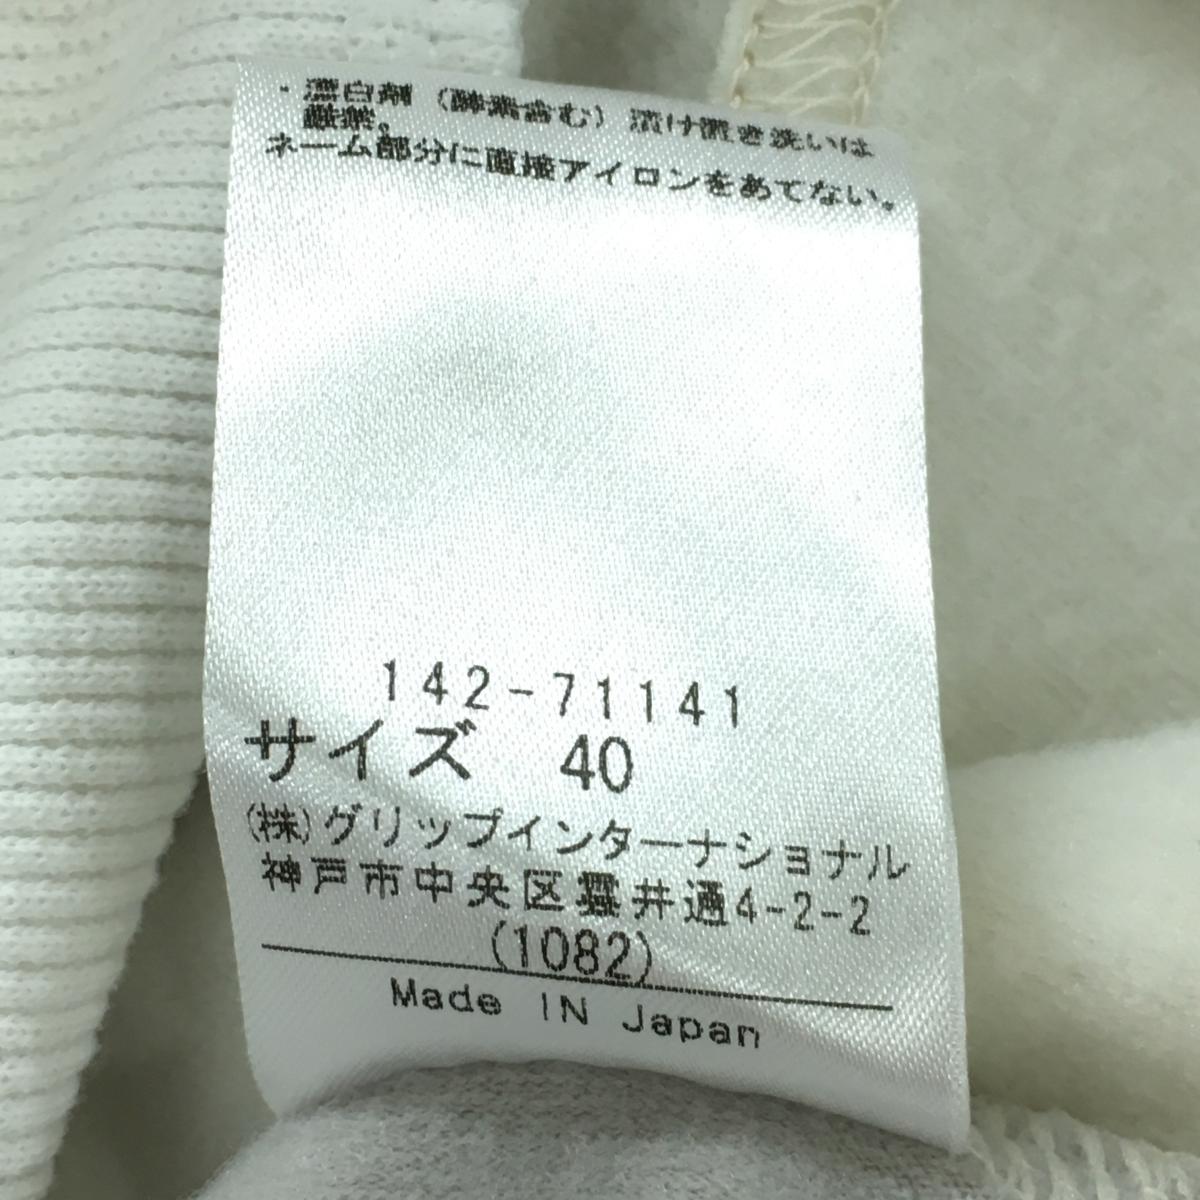 ・漂白剤（酵素含む）漬け置き洗いは
厳禁。
ネーム部分に直接アイロンをあてない。
142-71141
サイズ 40
(株)グリップインターナショナル
神戸市中央区雲井通4-2-2
(1082)
Made IN Japan